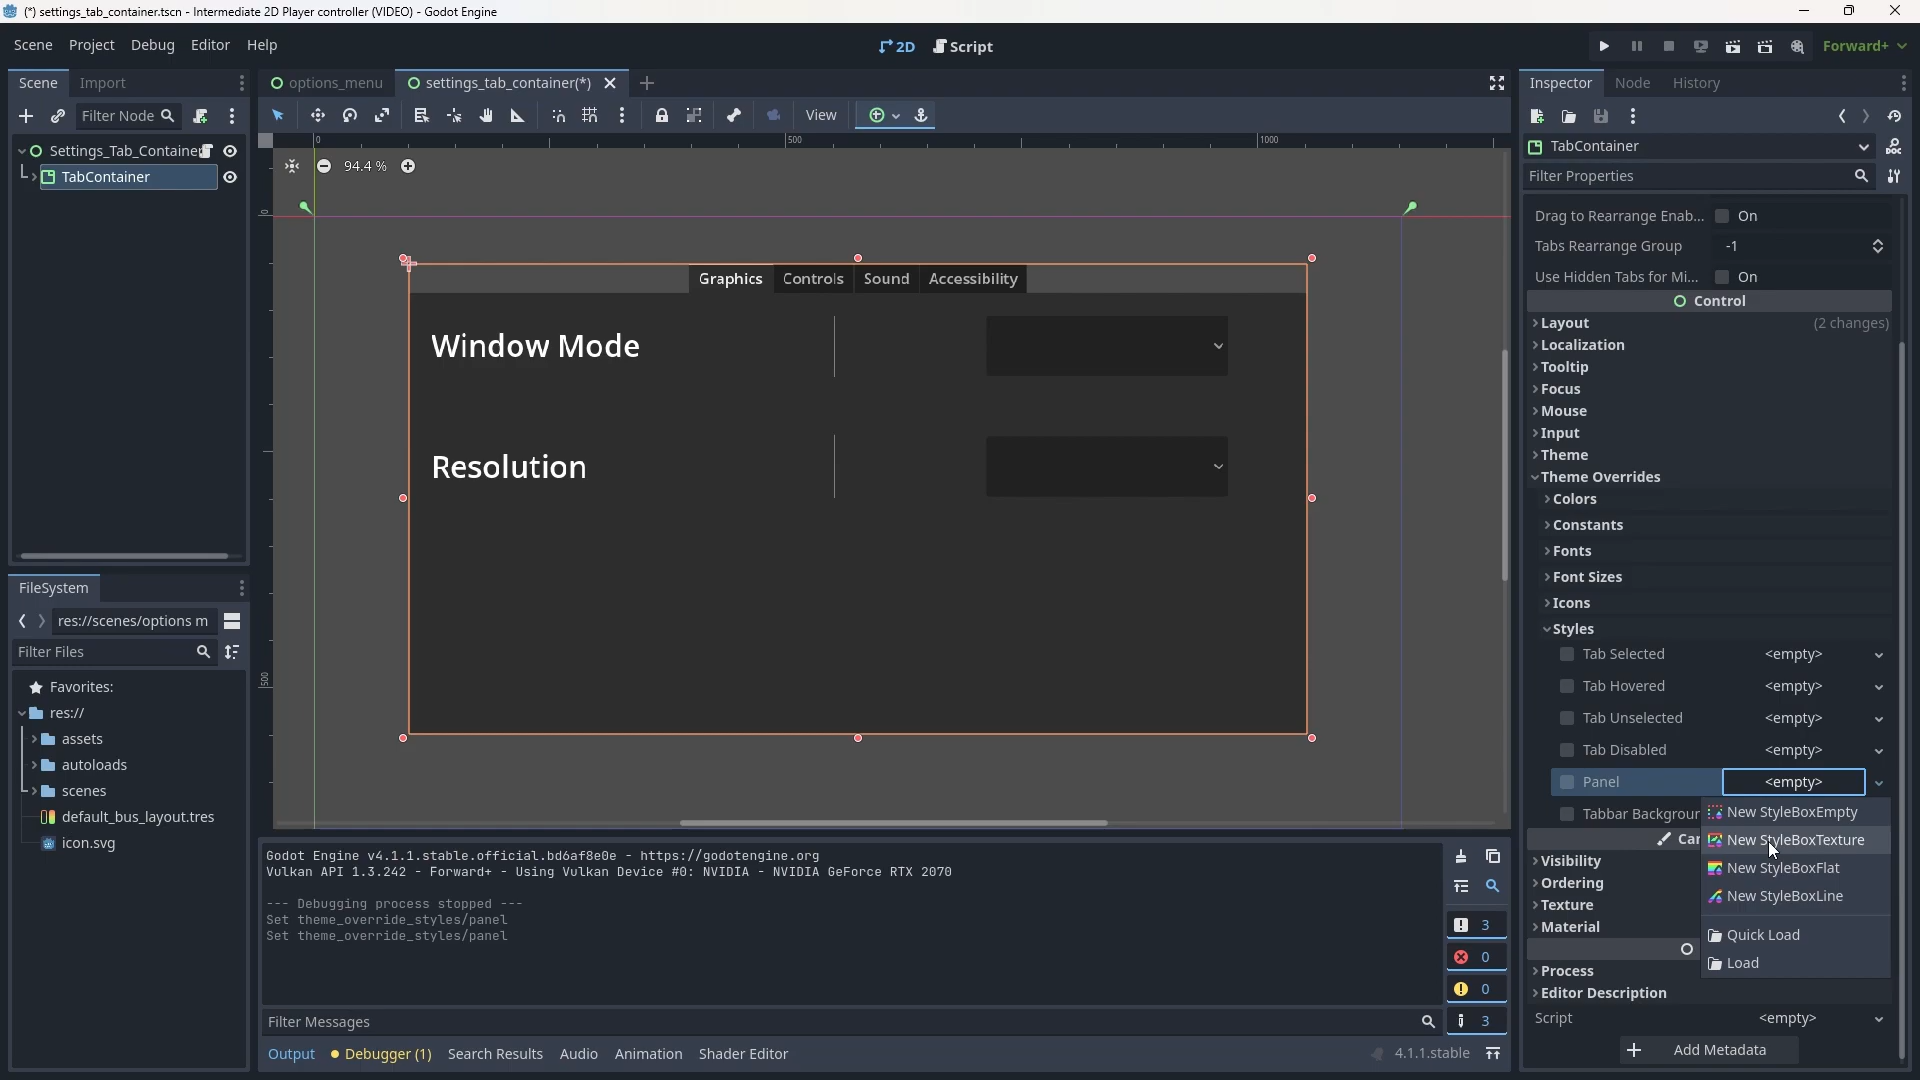 (*) settings_tab_container.tscn - Intermediate 2D Player controller (VIDEO) - Godot Engine
Scene Project Debug Editor Help
2D Script
Forward+
Scene Import
options_menu settings_tab_container(*)
Inspector Node History
Filter Node
View
TabContainer
Filter Properties
Settings_Tab_Container
TabContainer
0 500 1000
94.4 %
0
500
Graphics Controls Sound Accessibility
Window Mode
Resolution
Drag to Rearrange Enab... On
Tabs Rearrange Group -1
Use Hidden Tabs for Mi... On
Control
Layout (2 changes)
Localization
Tooltip
Focus
Mouse
Input
Theme
Theme Overrides
Colors
Constants
Fonts
Font Sizes
Icons
Styles
Tab Selected <empty>
Tab Hovered <empty>
Tab Unselected <empty>
Tab Disabled <empty>
Panel <empty>
Tabbar Backgroun
New StyleBoxEmpty
New StyleBoxTexture
New StyleBoxFlat
New StyleBoxLine
Quick Load
Load
Visibility
Ordering
Texture
Material
Process
Editor Description
Script <empty>
Add Metadata
FileSystem
res://scenes/options m
Filter Files
Favorites:
res://
assets
autoloads
scenes
default_bus_layout.tres
icon.svg
Godot Engine v4.1.1.stable.official.bd6af8e0e - https://godotengine.org
Vulkan API 1.3.242 - Forward+ - Using Vulkan Device #0: NVIDIA - NVIDIA GeForce RTX 2070
--- Debugging process stopped ---
Set theme_override_styles/panel
Set theme_override_styles/panel
3
0
0
3
Filter Messages
Output Debugger (1) Search Results Audio Animation Shader Editor
4.1.1.stable